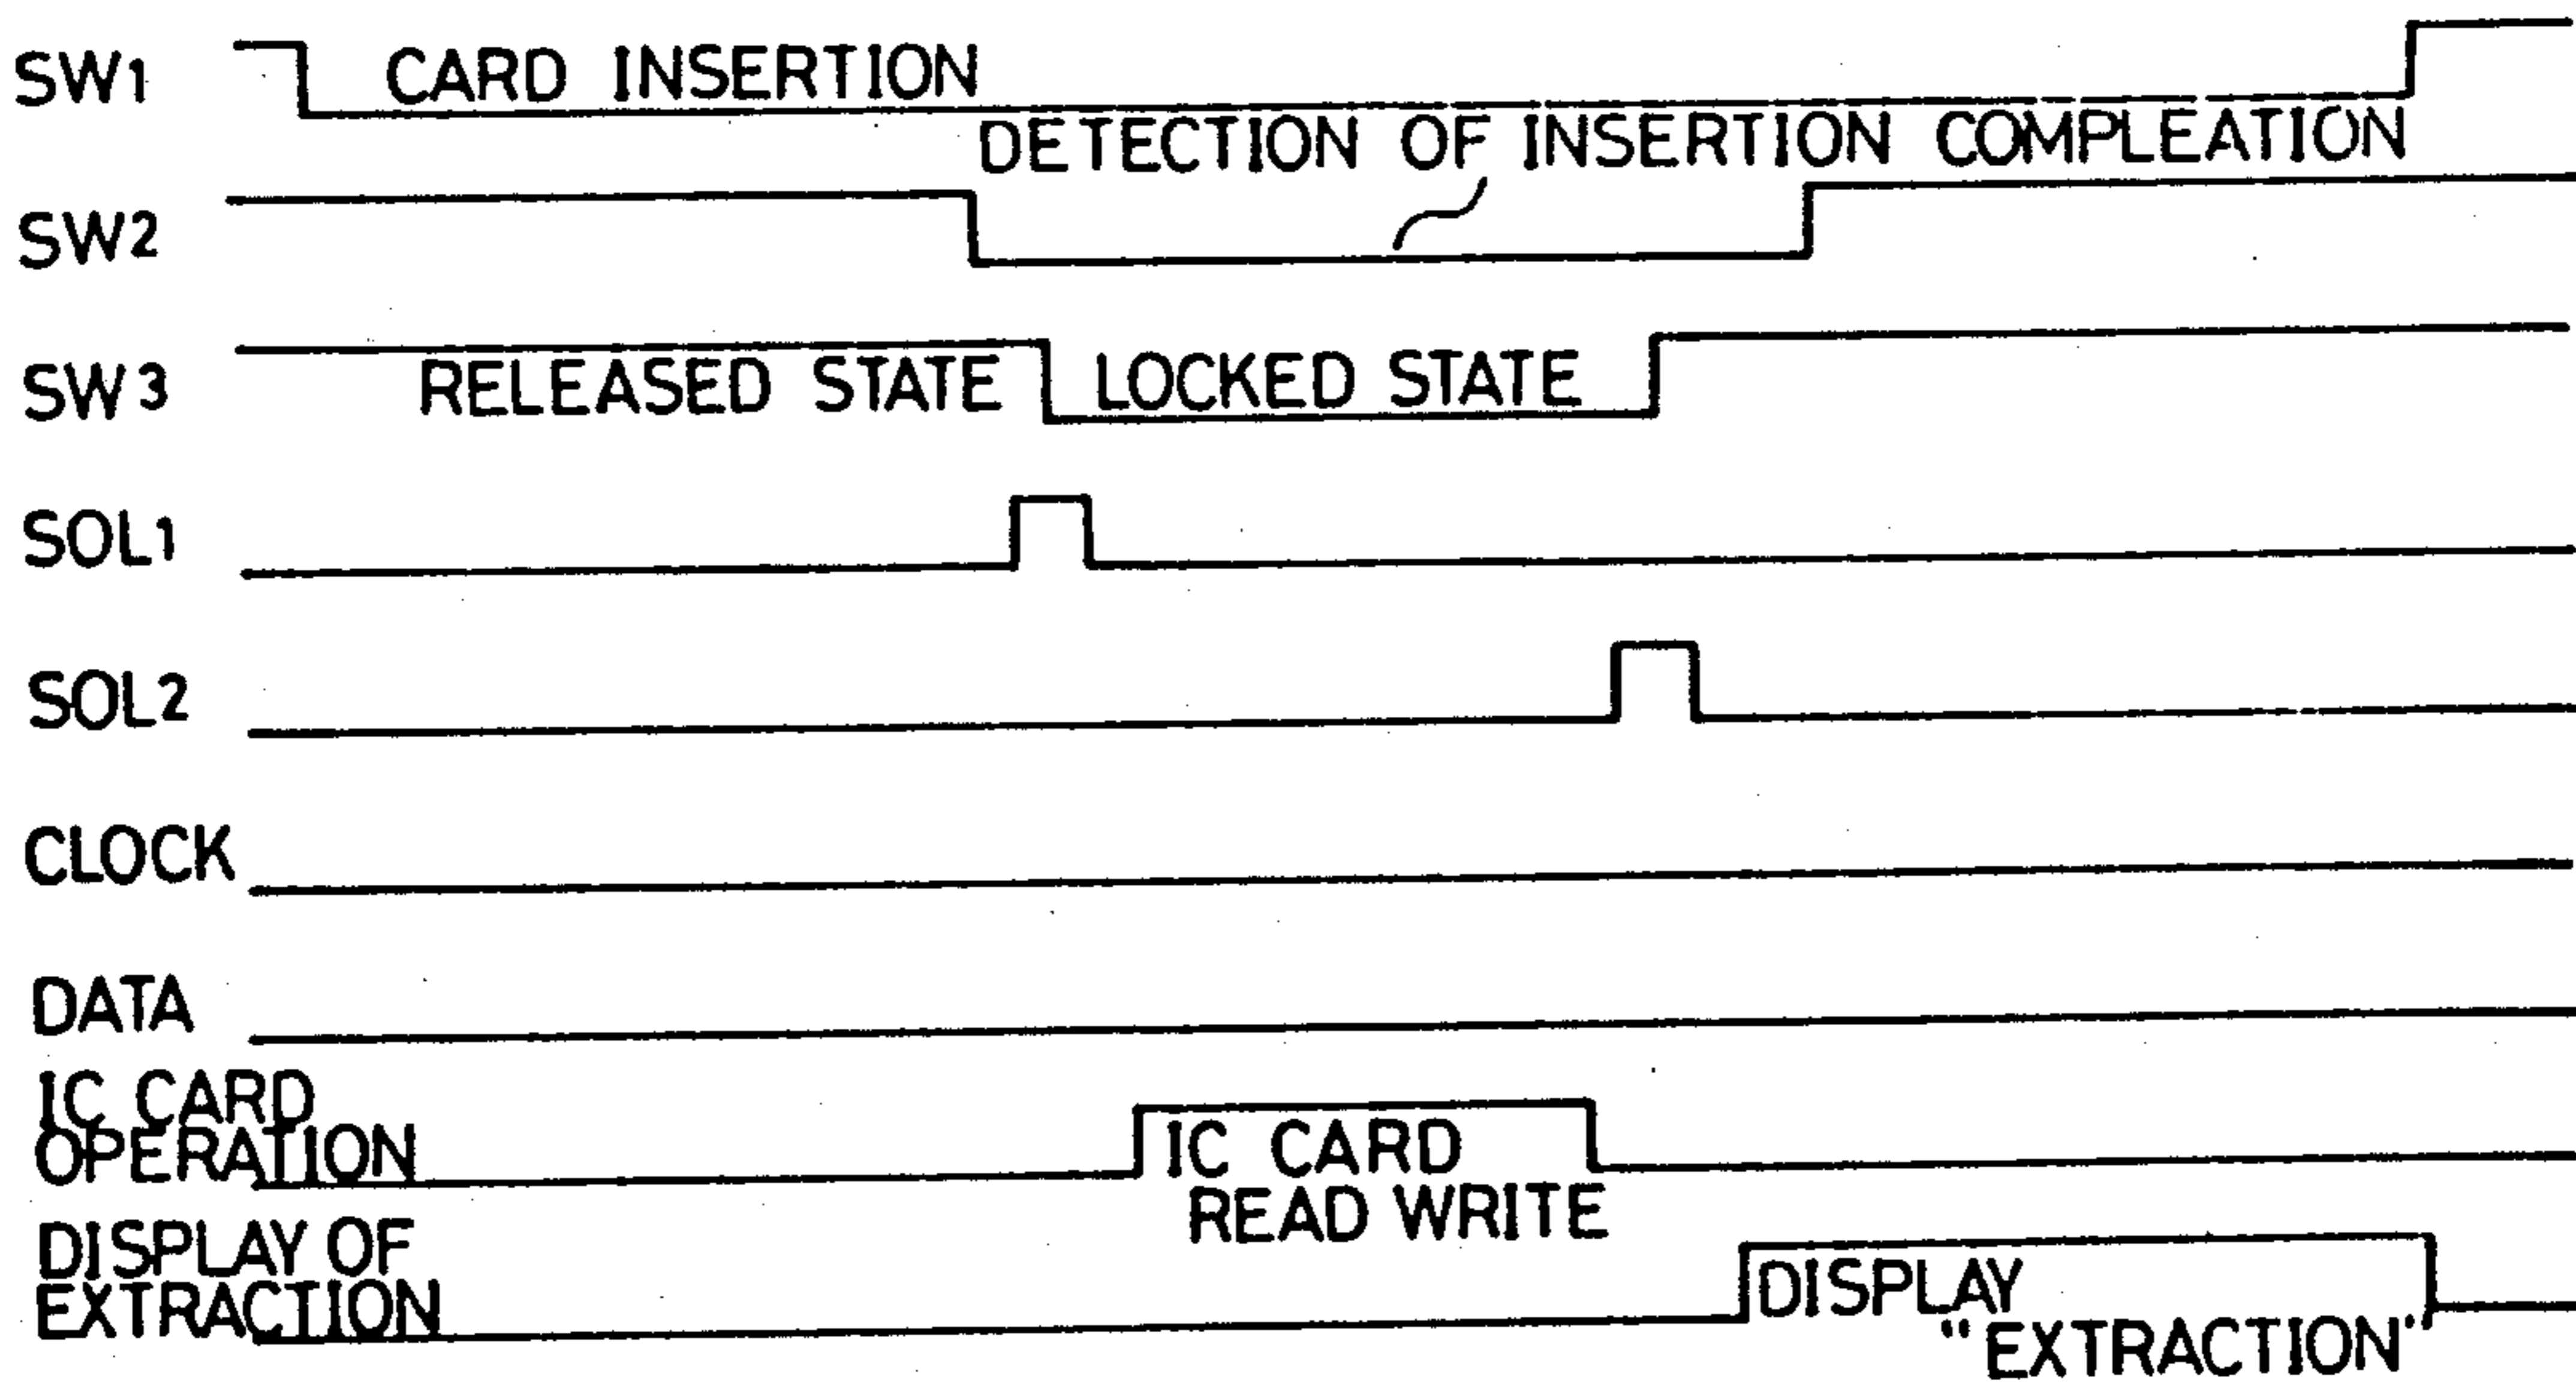 SW1 CARD INSERTION
DETECTION OF INSERTION COMPLEATION
SW2
SW3 RELEASED STATE LOCKED STATE
SOL1
SOL2
CLOCK
DATA
IC CARD
OPERATION
IC CARD
READ WRITE
DISPLAY OF
EXTRACTION
DISPLAY
"EXTRACTION"